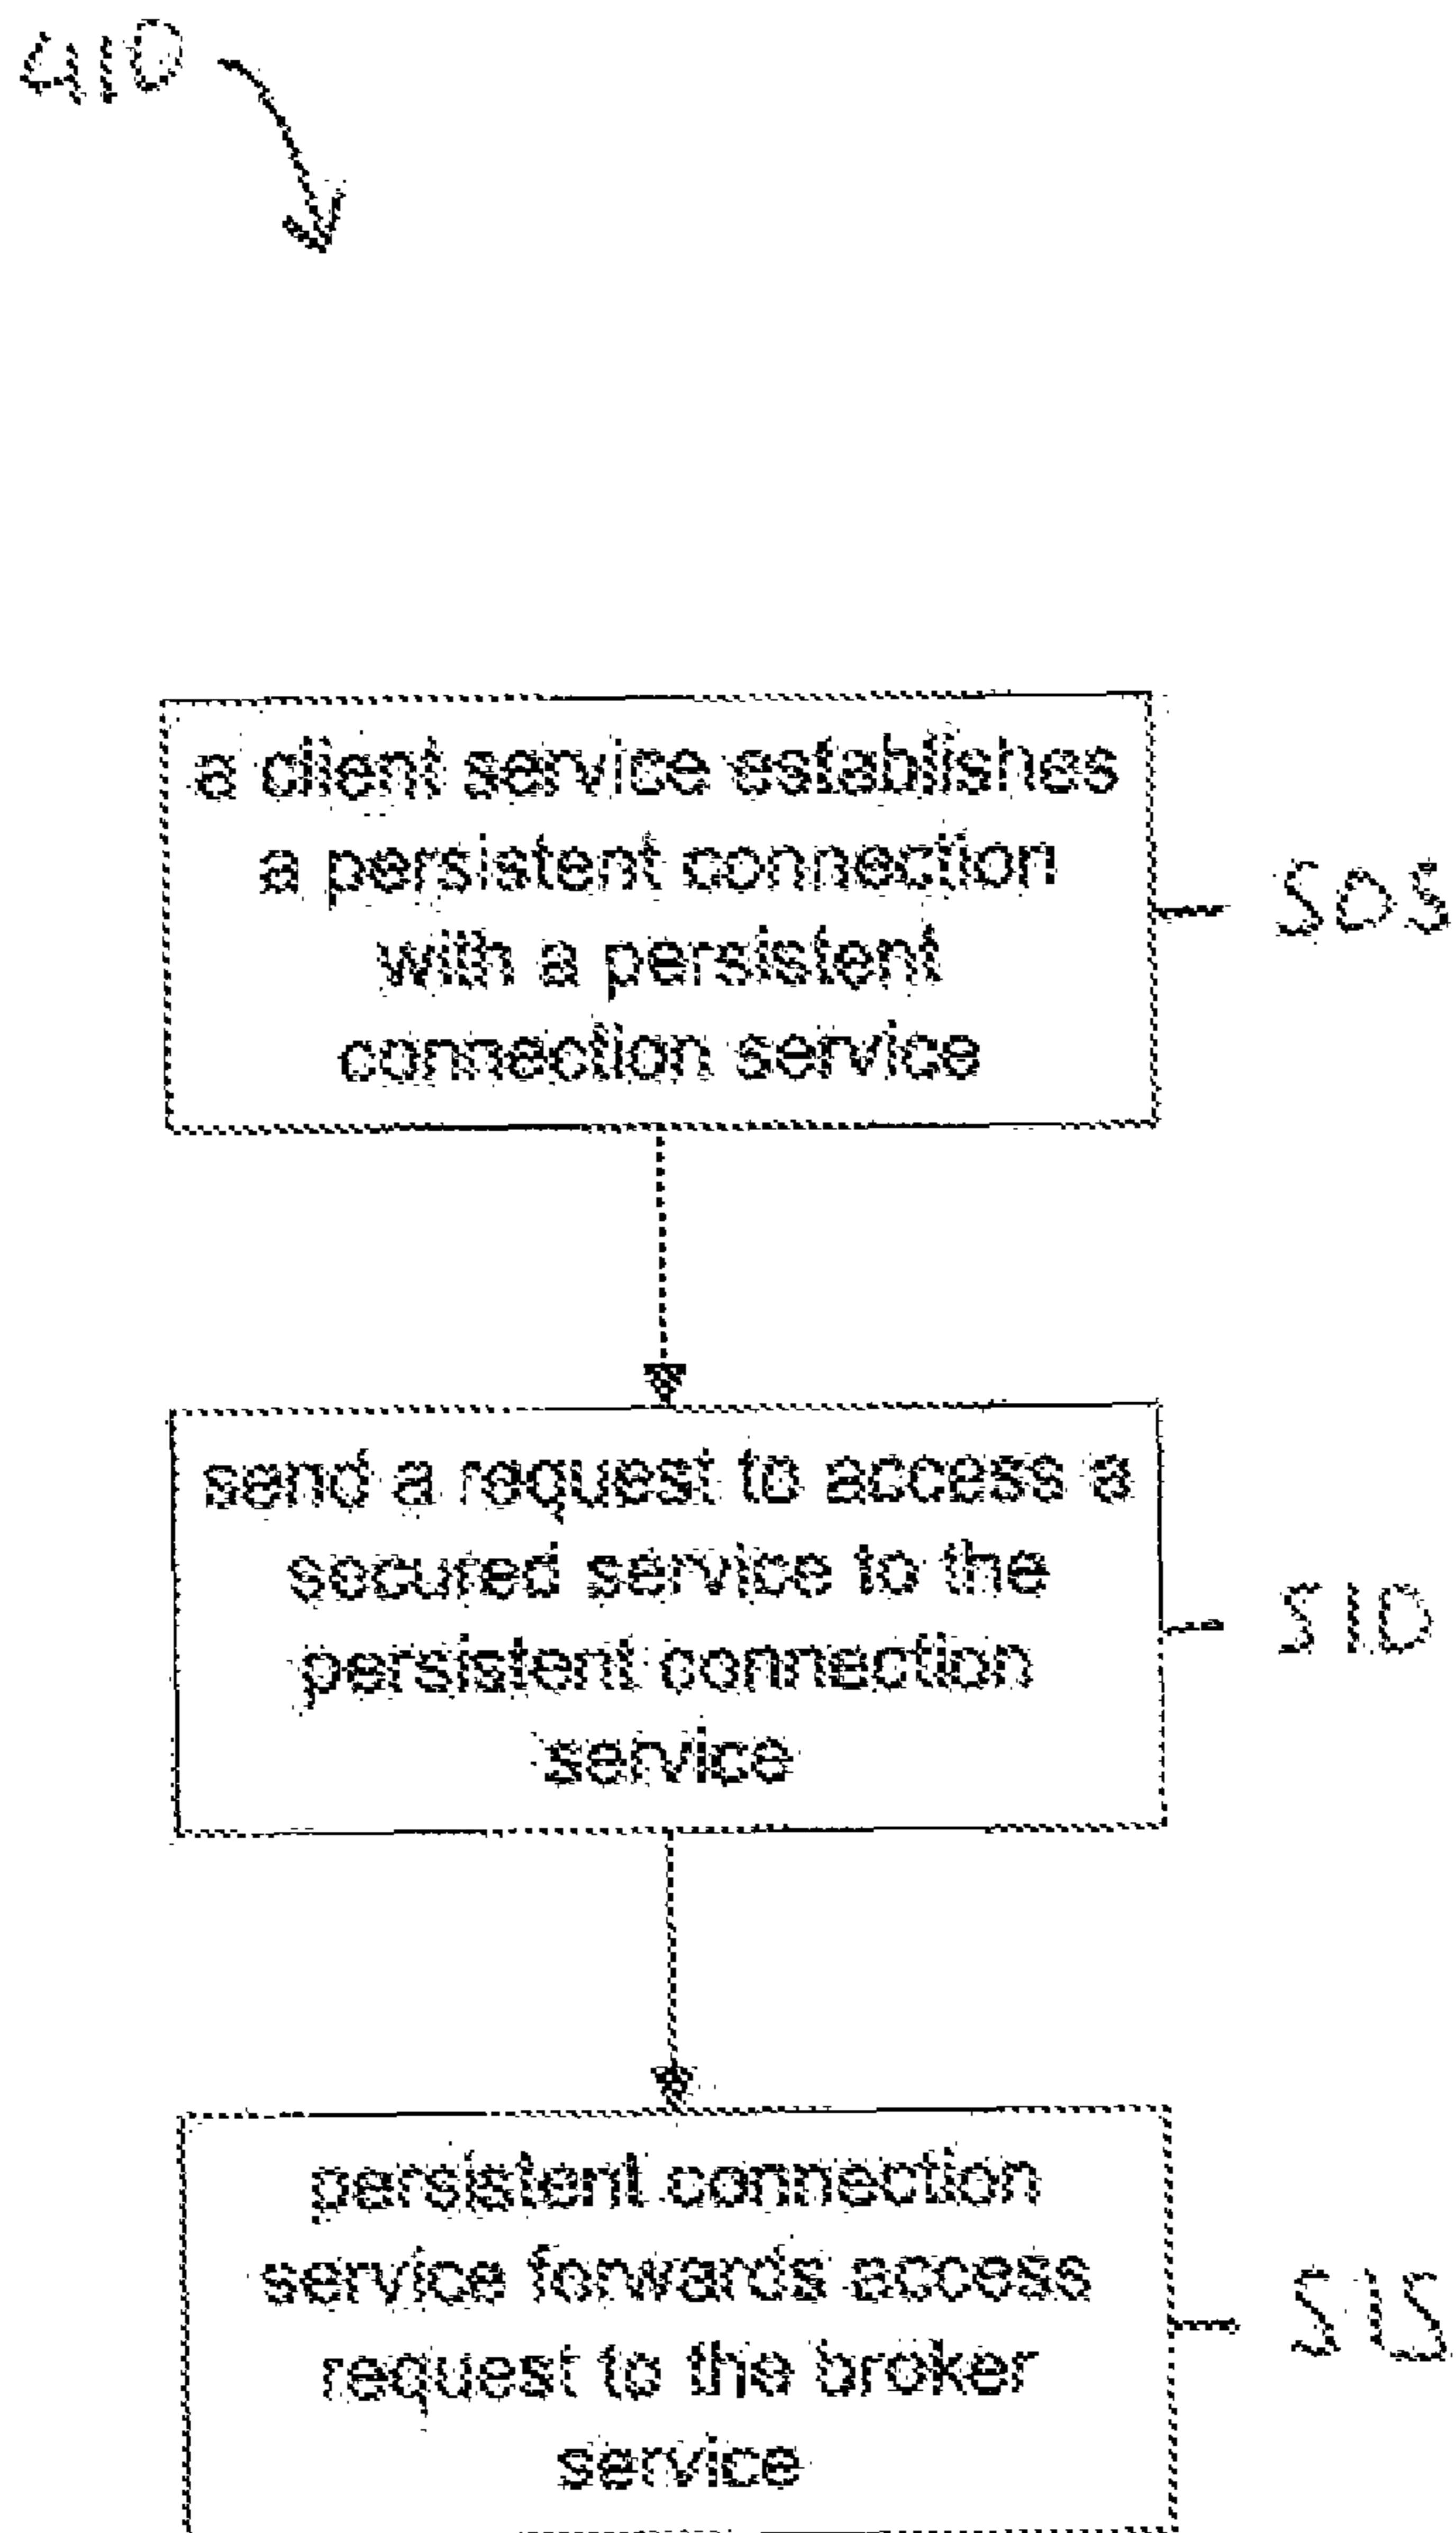 410
a client service establishes
a persistent connection
with a persistent
connection service
505
send a request to access a
secured service to the
persistent connection
service
510
persistent connection
service forwards access
request to the broker
service
515